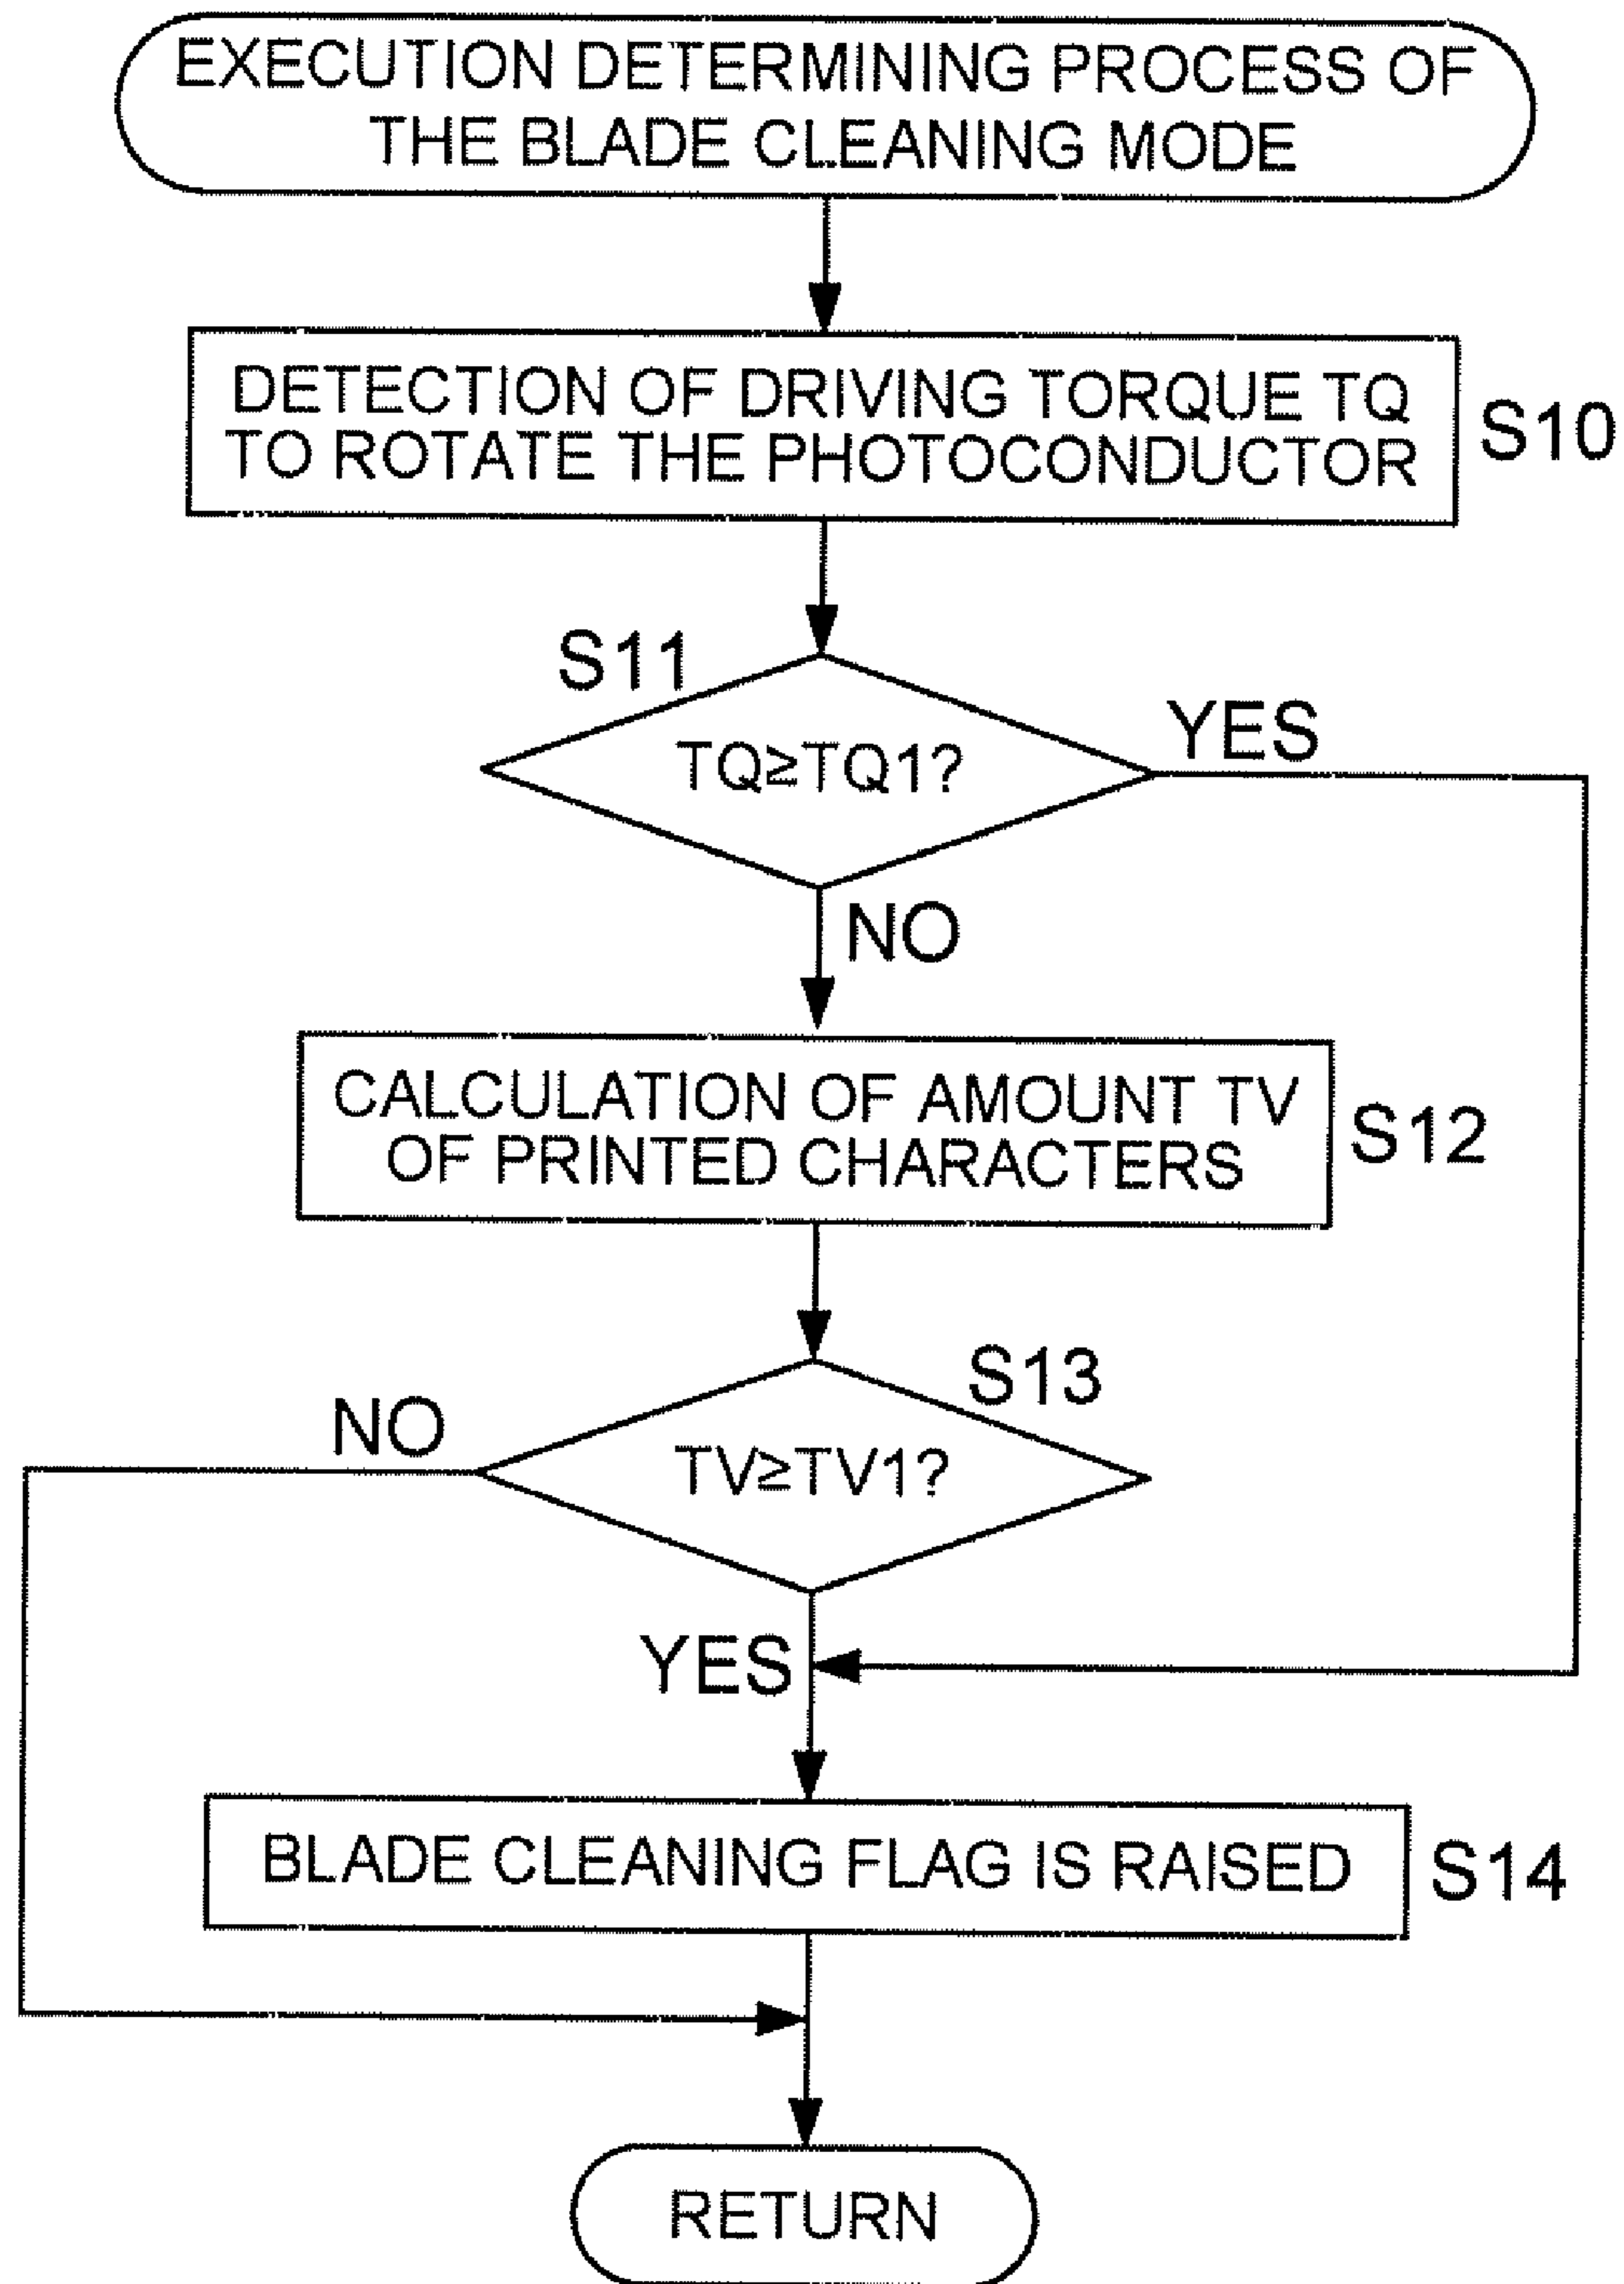 EXECUTION DETERMINING PROCESS OF
THE BLADE CLEANING MODE
DETECTION OF DRIVING TORQUE TQ
TO ROTATE THE PHOTOCONDUCTOR
S10
S11
TQ≥TQ1?
YES
NO
CALCULATION OF AMOUNT TV
OF PRINTED CHARACTERS
S12
S13
NO
TV≥TV1?
YES
BLADE CLEANING FLAG IS RAISED
S14
RETURN